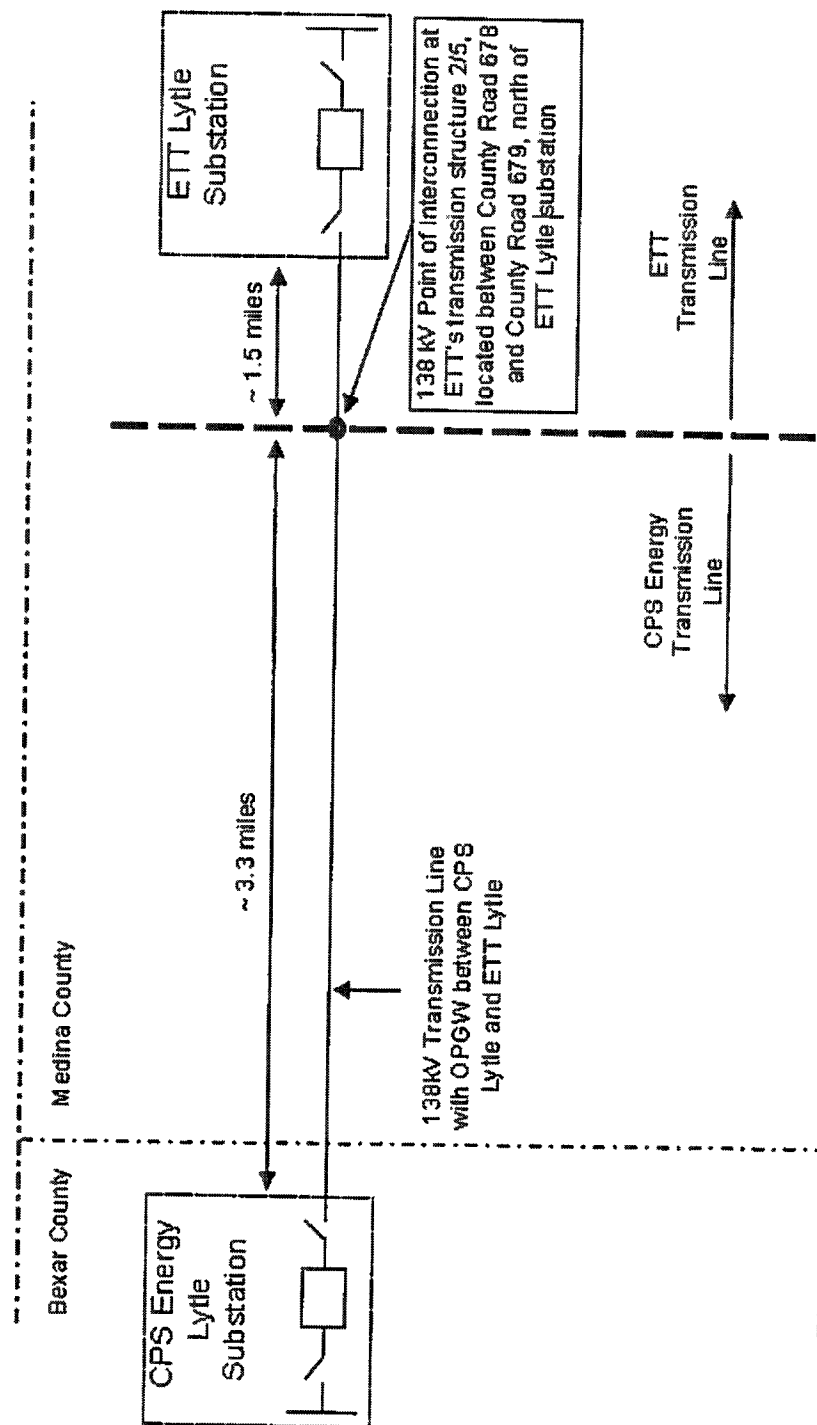 Bexar County
Medina County
CPS Energy
Lytle
Substation
~ 3.3 miles
~ 1.5 miles
ETT Lytle
Substation
138kV Transmission Line
with OPGW between CPS
Lytle and ETT Lytle
138 kV Point of Interconnection at
ETT's transmission structure 2/5,
located between County Road 678
and County Road 679, north of
ETT Lytle substation
CPS Energy
Transmission
Line
ETT
Transmission
Line